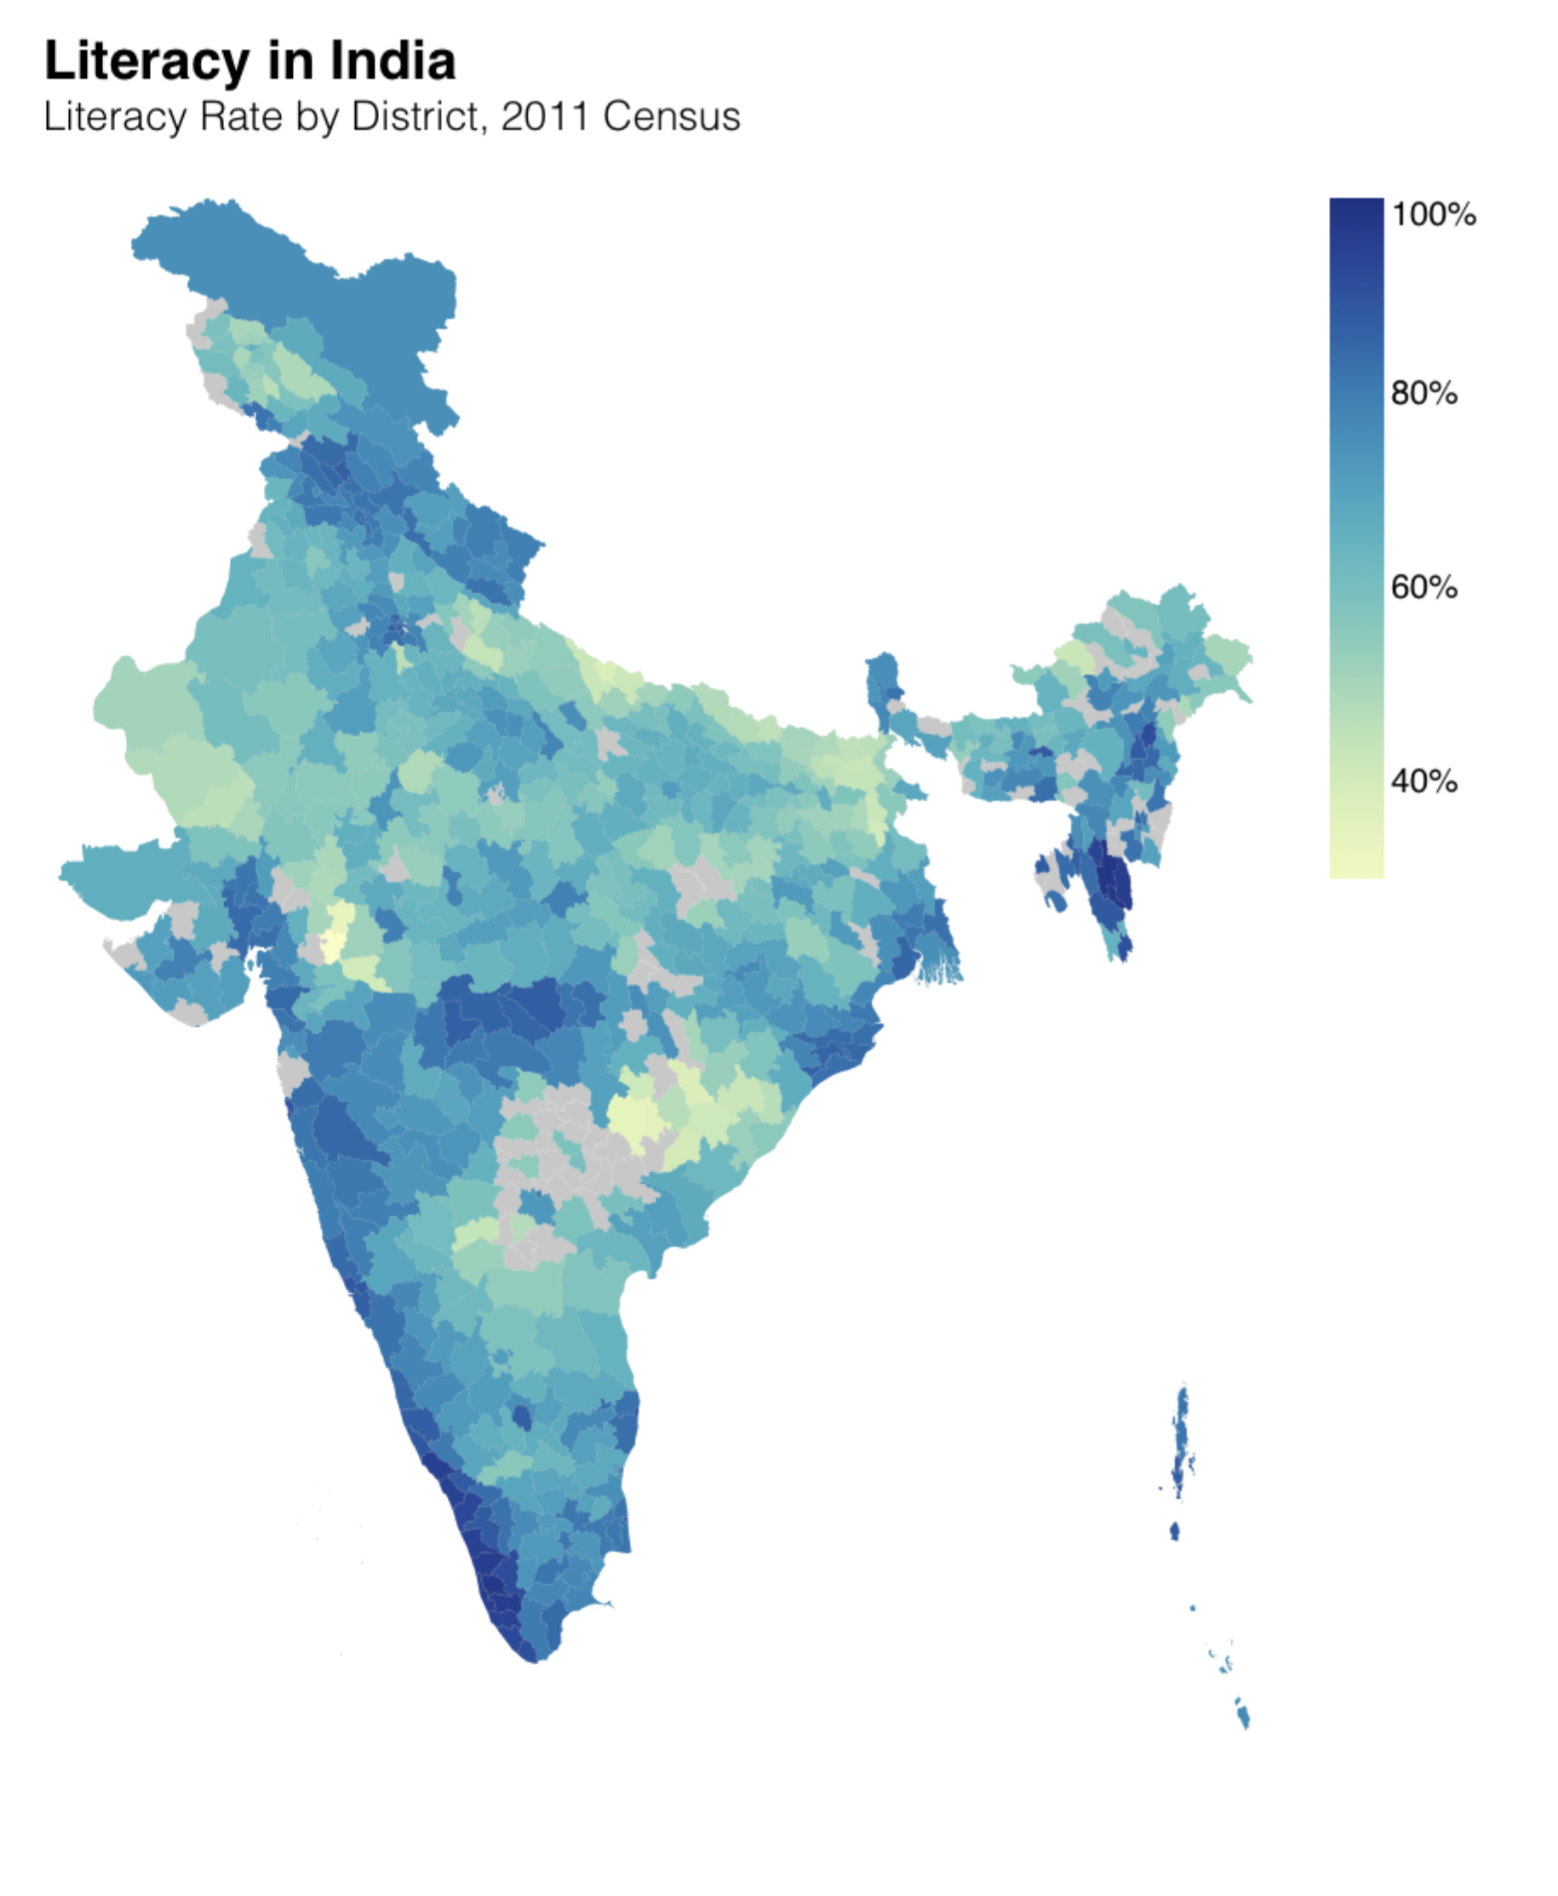 Literacy in India
Literacy Rate by District, 2011 Census
100%
80%
60%
40%